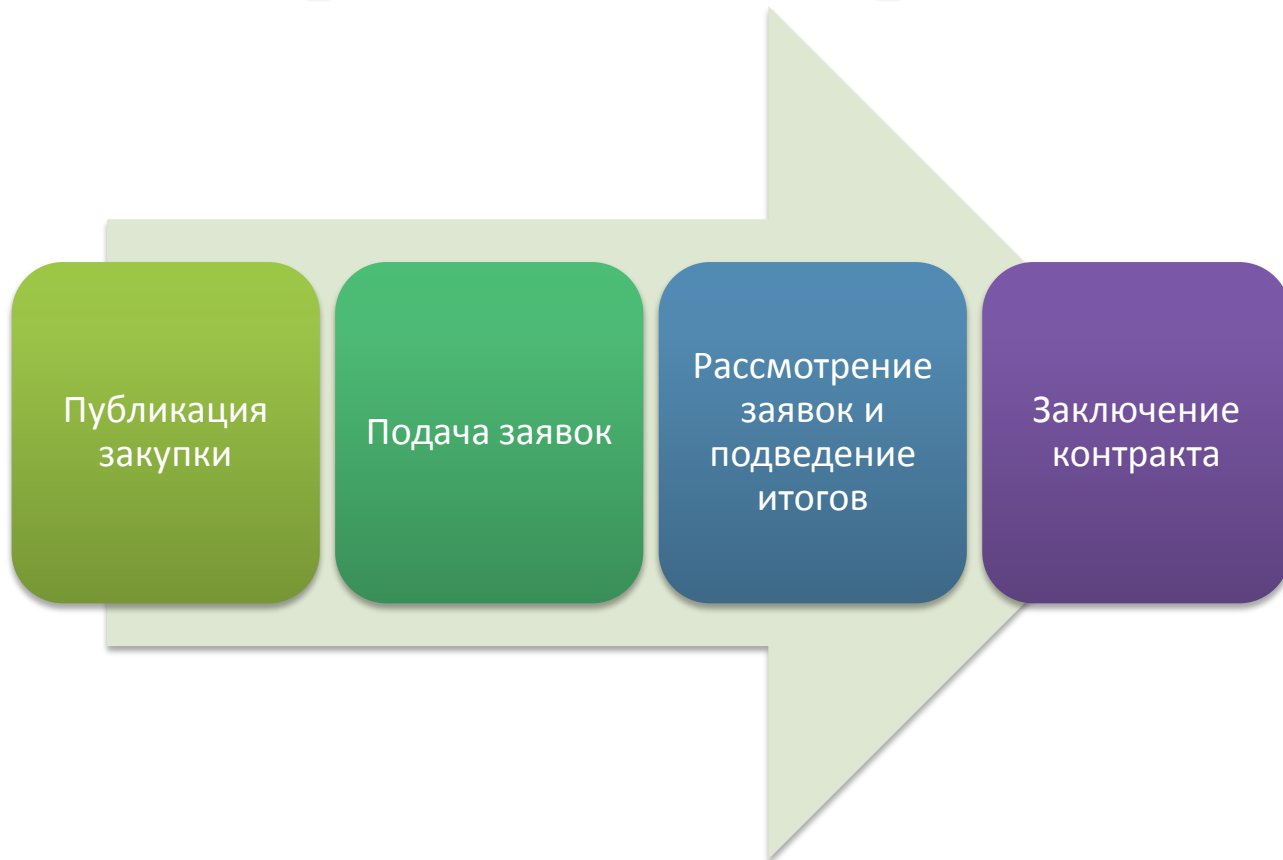 Публикация
закупки
Подача заявок
Рассмотрение
заявок и
подведение
итогов
Заключение
контракта